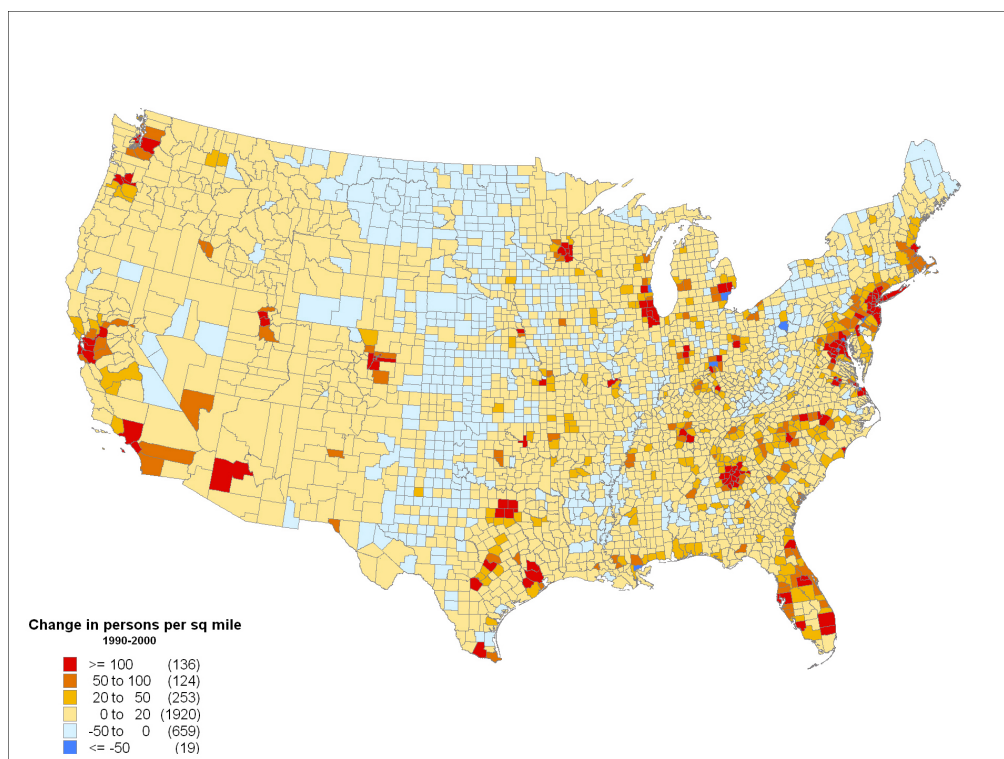 Change in persons per sq mile
1990-2000
>= 100 (136)
50 to 100 (124)
20 to 50 (253)
0 to 20 (1920)
-50 to 0 (659)
<= -50 (19)